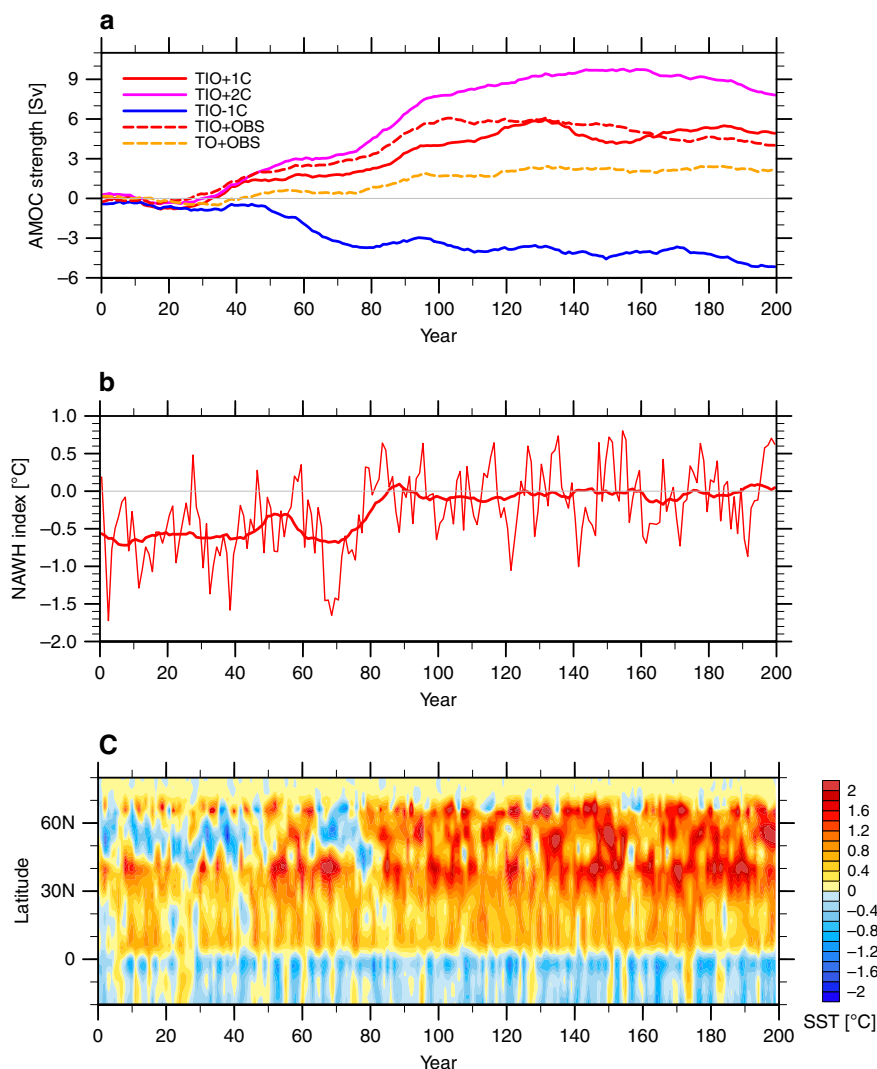 a
0 20 40 60 80 100 120 140 160 180 200
9
6
3
0
−3
−6
AMOC strength [Sv]
TIO+1C
TIO+2C
TIO-1C
TIO+OBS
TO+OBS
Year
b
1.0
0.5
0.0
−0.5
−1.0
−1.5
−2.0
NAWH index [°C]
0 20 40 60 80 100 120 140 160 180 200
Year
C
60N
30N
0
Latitude
0 20 40 60 80 100 120 140 160 180 200
Year
2
1.6
1.2
0.8
0.4
0
−0.4
−0.8
−1.2
−1.6
−2
SST [°C]